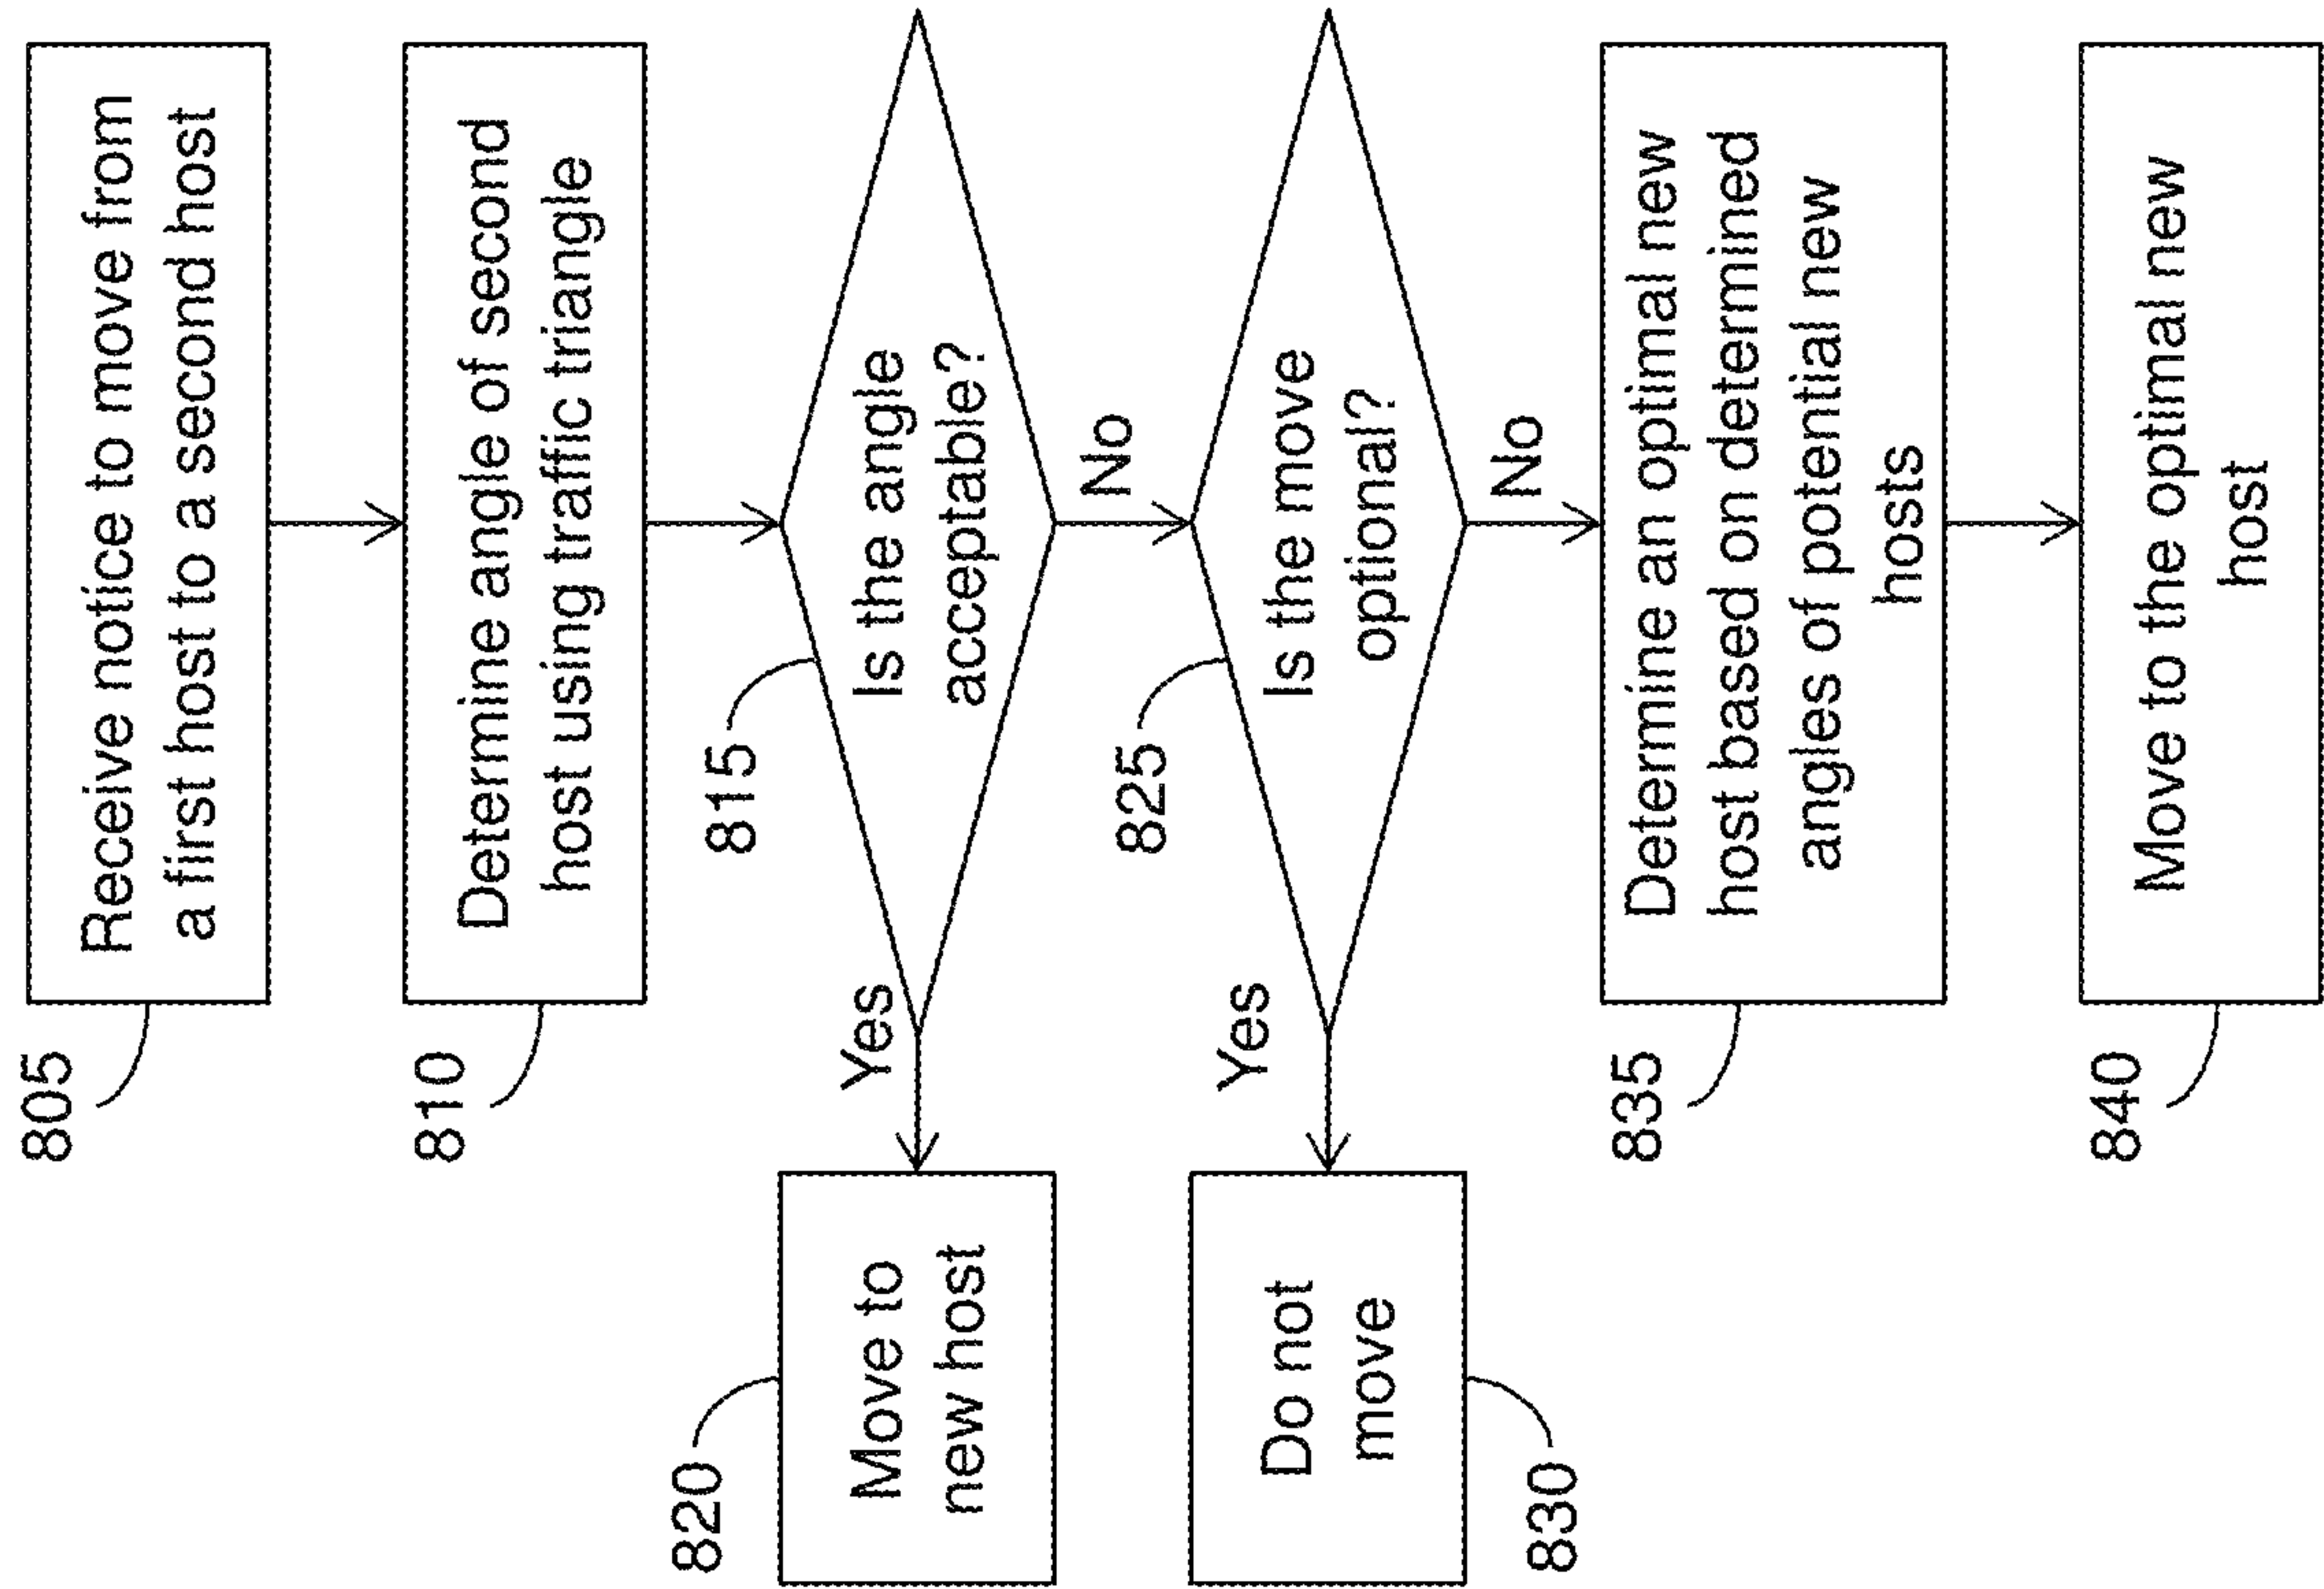 805
Receive notice to move from
a first host to a second host
810
Determine angle of second
host using traffic triangle
815
Is the angle
acceptable?
Yes
No
820
Move to
new host
825
Is the move
optional?
Yes
No
830
Do not
move
835
Determine an optimal new
host based on determined
angles of potential new
hosts
840
Move to the optimal new
host